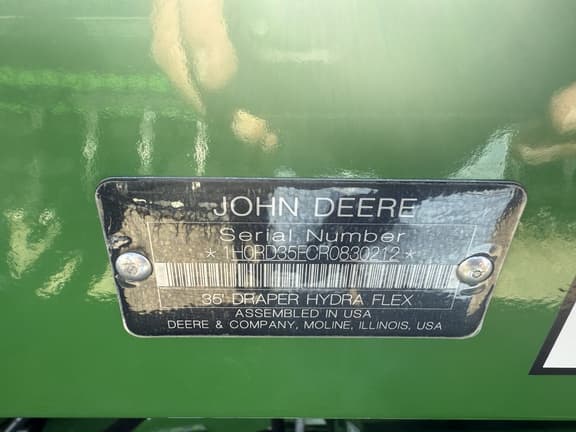 JOHN DEERE
Serial Number
*1H0RD35FCR0830212*
35' DRAPER HYDRA FLEX
ASSEMBLED IN USA
DEERE & COMPANY, MOLINE, ILLINOIS, USA